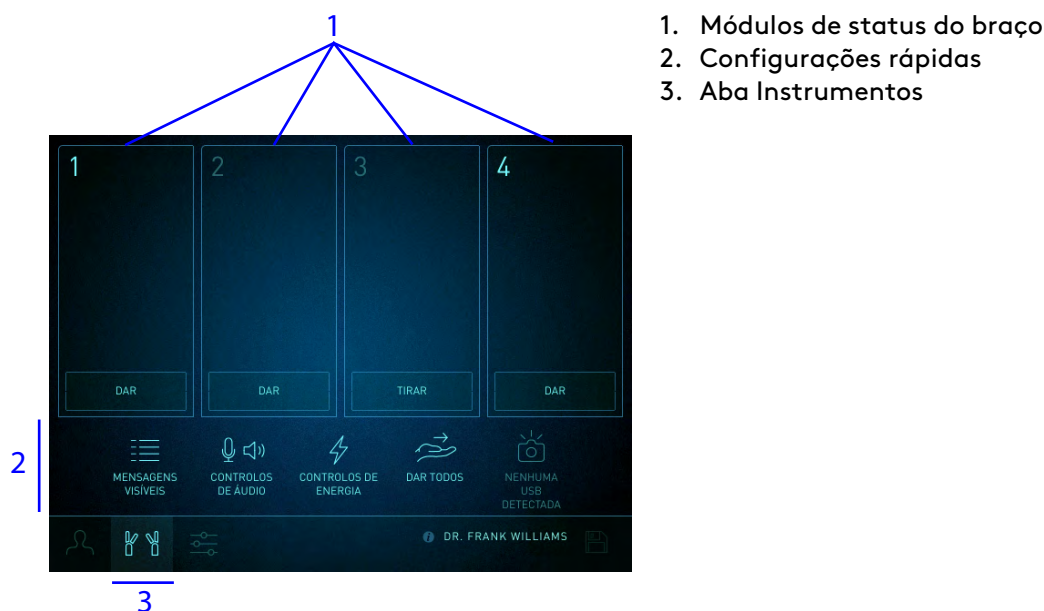 1
1. Módulos de status do braço
2. Configurações rápidas
3. Aba Instrumentos
1 2 3 4
DAR DAR TIRAR DAR
2
MENSAGENS
VISÍVEIS
CONTROLOS
DE ÁUDIO
CONTROLOS DE
ENERGIA
DAR TODOS
NENHUMA
USB
DETECTADA
i DR. FRANK WILLIAMS
3